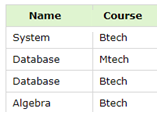 Name Course
System Btech
Database Mtech
Database Btech
Algebra Btech